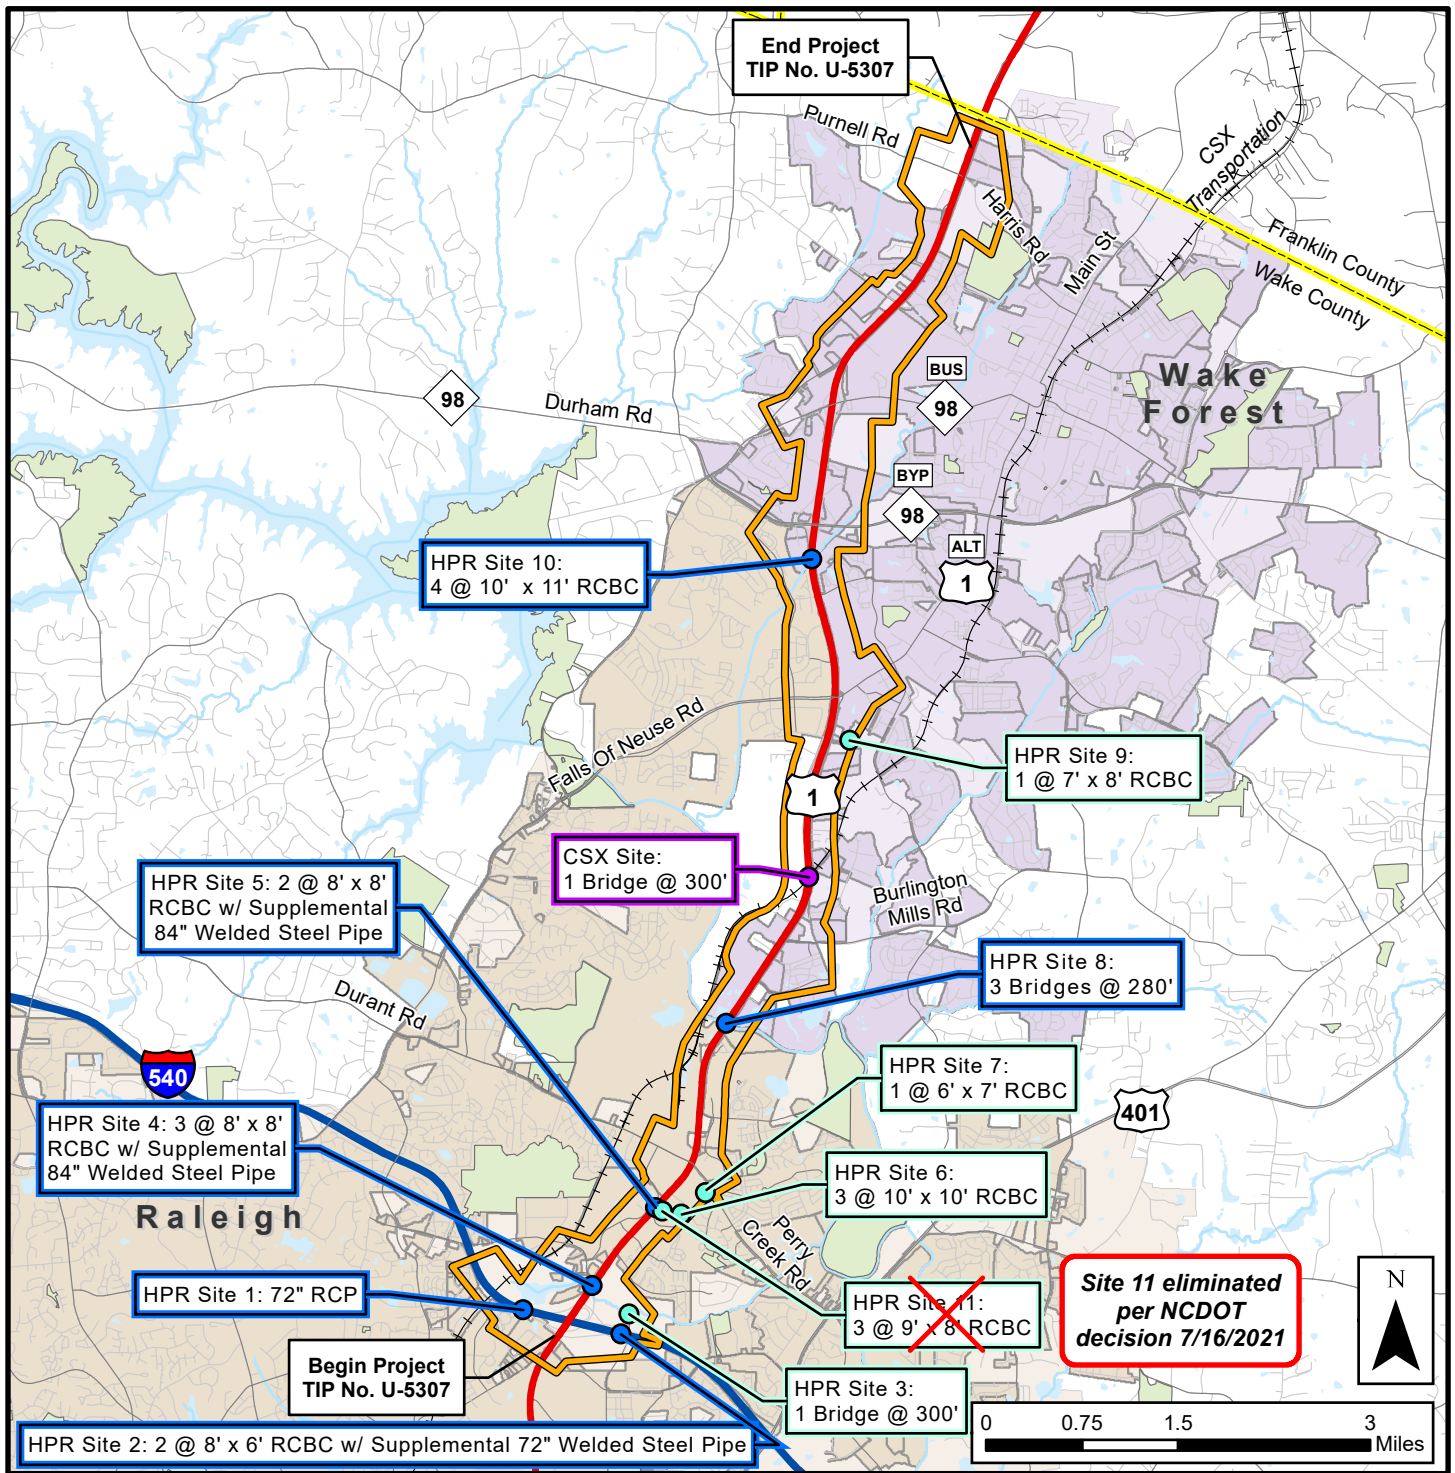 End Project
TIP No. U-5307
Purnell Rd
CSX
Transportation
Harris Rd
Main St
Franklin County
Wake County
BUS
98
Wake
Forest
98
Durham Rd
BYP
98
ALT
1
HPR Site 10:
4 @ 10' x 11' RCBC
Falls Of Neuse Rd
HPR Site 9:
1 @ 7' x 8' RCBC
1
CSX Site:
1 Bridge @ 300'
Burlington
Mills Rd
HPR Site 5: 2 @ 8' x 8'
RCBC w/ Supplemental
84" Welded Steel Pipe
HPR Site 8:
3 Bridges @ 280'
Durant Rd
540
HPR Site 7:
1 @ 6' x 7' RCBC
401
HPR Site 4: 3 @ 8' x 8'
RCBC w/ Supplemental
84" Welded Steel Pipe
HPR Site 6:
3 @ 10' x 10' RCBC
Raleigh
Perry
Creek Rd
HPR Site 1: 72" RCP
HPR Site 11:
3 @ 9' x 8' RCBC
Site 11 eliminated
per NCDOT
decision 7/16/2021
N
Begin Project
TIP No. U-5307
HPR Site 3:
1 Bridge @ 300'
HPR Site 2: 2 @ 8' x 6' RCBC w/ Supplemental 72" Welded Steel Pipe
0 0.75 1.5 3
Miles